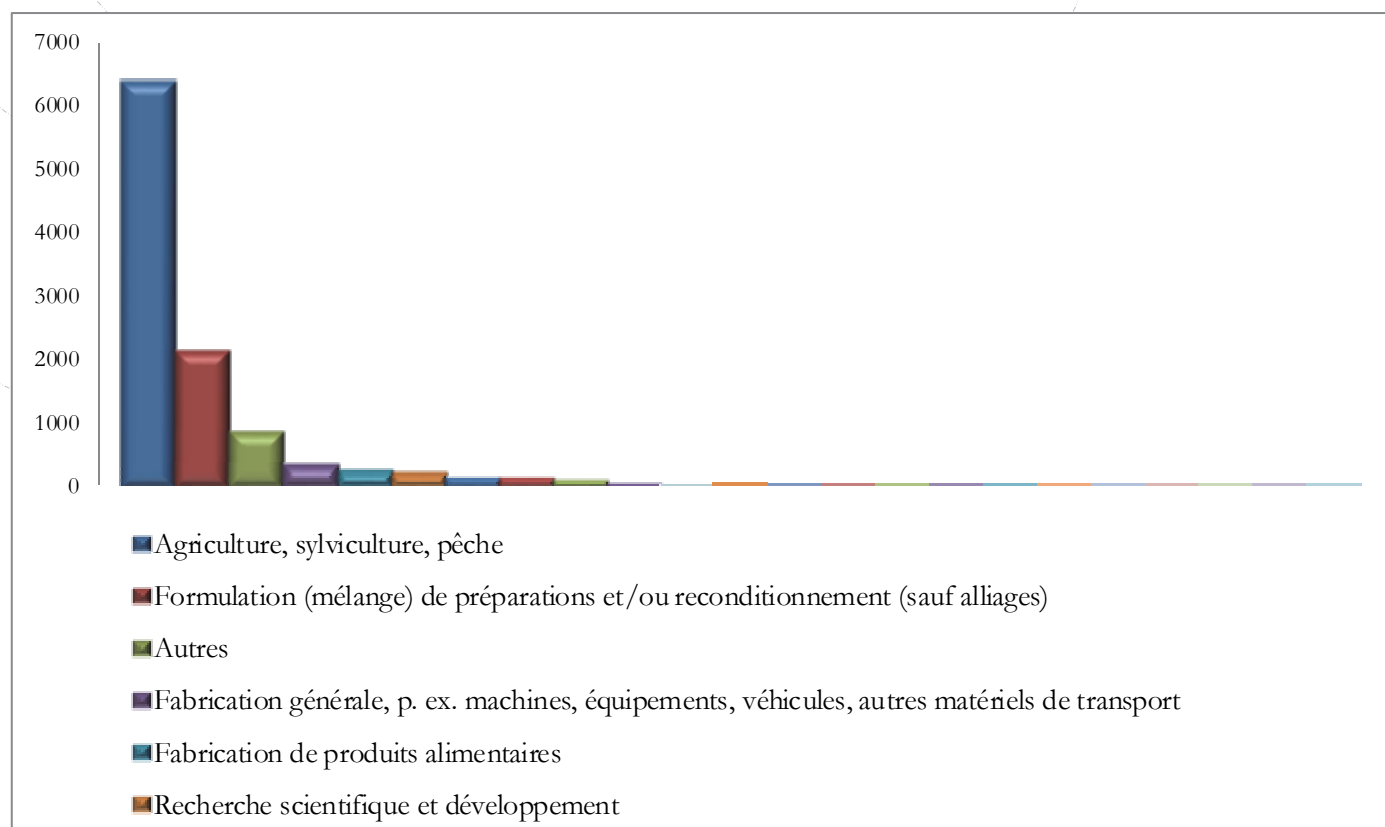 7000
6000
5000
4000
3000
2000
1000
0
Agriculture, sylviculture, pêche
Formulation (mélange) de préparations et/ou reconditionnement (sauf alliages)
Autres
Fabrication générale, p. ex. machines, équipements, véhicules, autres matériels de transport
Fabrication de produits alimentaires
Recherche scientifique et développement